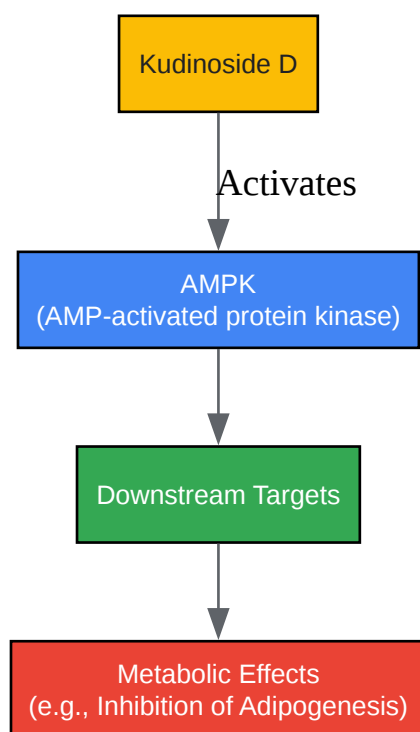 Kudinoside D
Activates
AMPK
(AMP-activated protein kinase)
Downstream Targets
Metabolic Effects
(e.g., Inhibition of Adipogenesis)